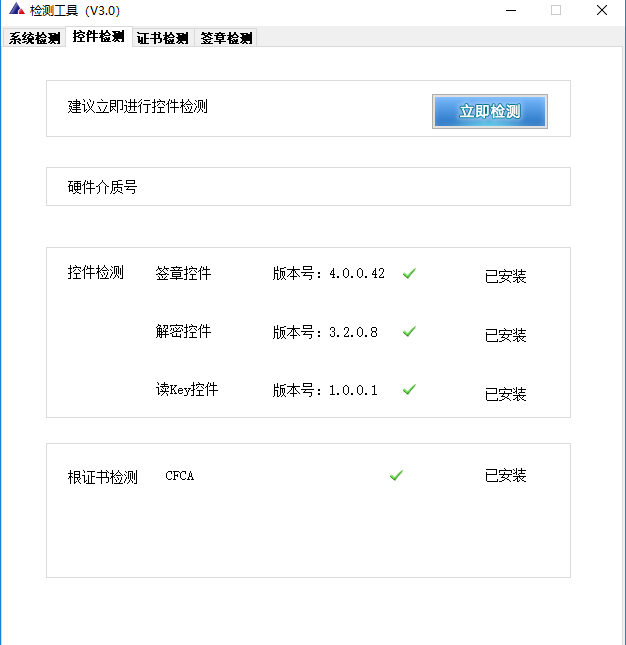 检测工具（V3.0）
系统检测 控件检测 证书检测 签章检测
建议立即进行控件检测 立即检测
硬件介质号
控件检测 签章控件 版本号：4.0.0.42 已安装
解密控件 版本号：3.2.0.8 已安装
读Key控件 版本号：1.0.0.1 已安装
根证书检测 CFCA 已安装